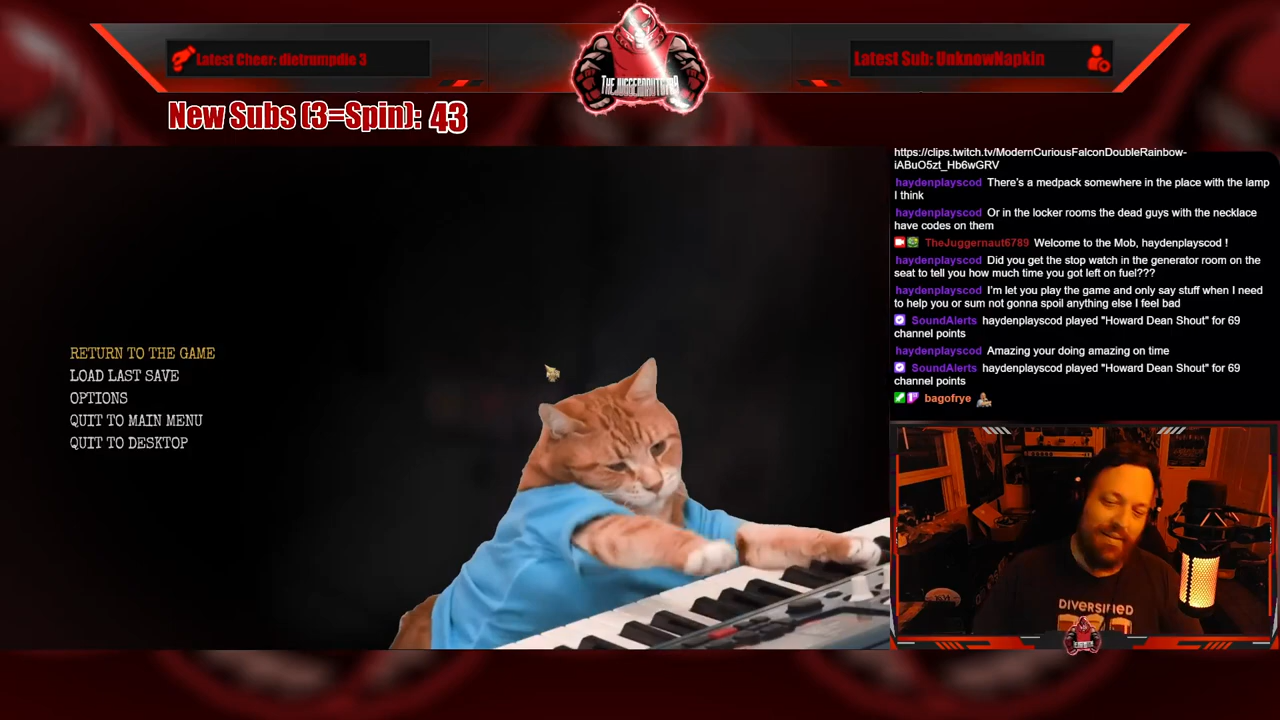 Latest Cheer: dietrumpdie 3
THEJUGGERNAUT6789
Latest Sub: UnknowNapkin
New Subs (3=Spin): 43
RETURN TO THE GAME
LOAD LAST SAVE
OPTIONS
QUIT TO MAIN MENU
QUIT TO DESKTOP
https://clips.twitch.tv/ModernCuriousFalconDoubleRainbow-
iABuO5zt_Hb6wGRV
haydenplayscod There's a medpack somewhere in the place with the lamp
I think
haydenplayscod Or in the locker rooms the dead guys with the necklace
have codes on them
TheJuggernaut6789 Welcome to the Mob, haydenplayscod !
haydenplayscod Did you get the stop watch in the generator room on the
seat to tell you how much time you got left on fuel???
haydenplayscod I'm let you play the game and only say stuff when I need
to help you or sum not gonna spoil anything else I feel bad
SoundAlerts haydenplayscod played "Howard Dean Shout" for 69
channel points
haydenplayscod Amazing your doing amazing on time
SoundAlerts haydenplayscod played "Howard Dean Shout" for 69
channel points
bagofrye
DIVERSIFIED